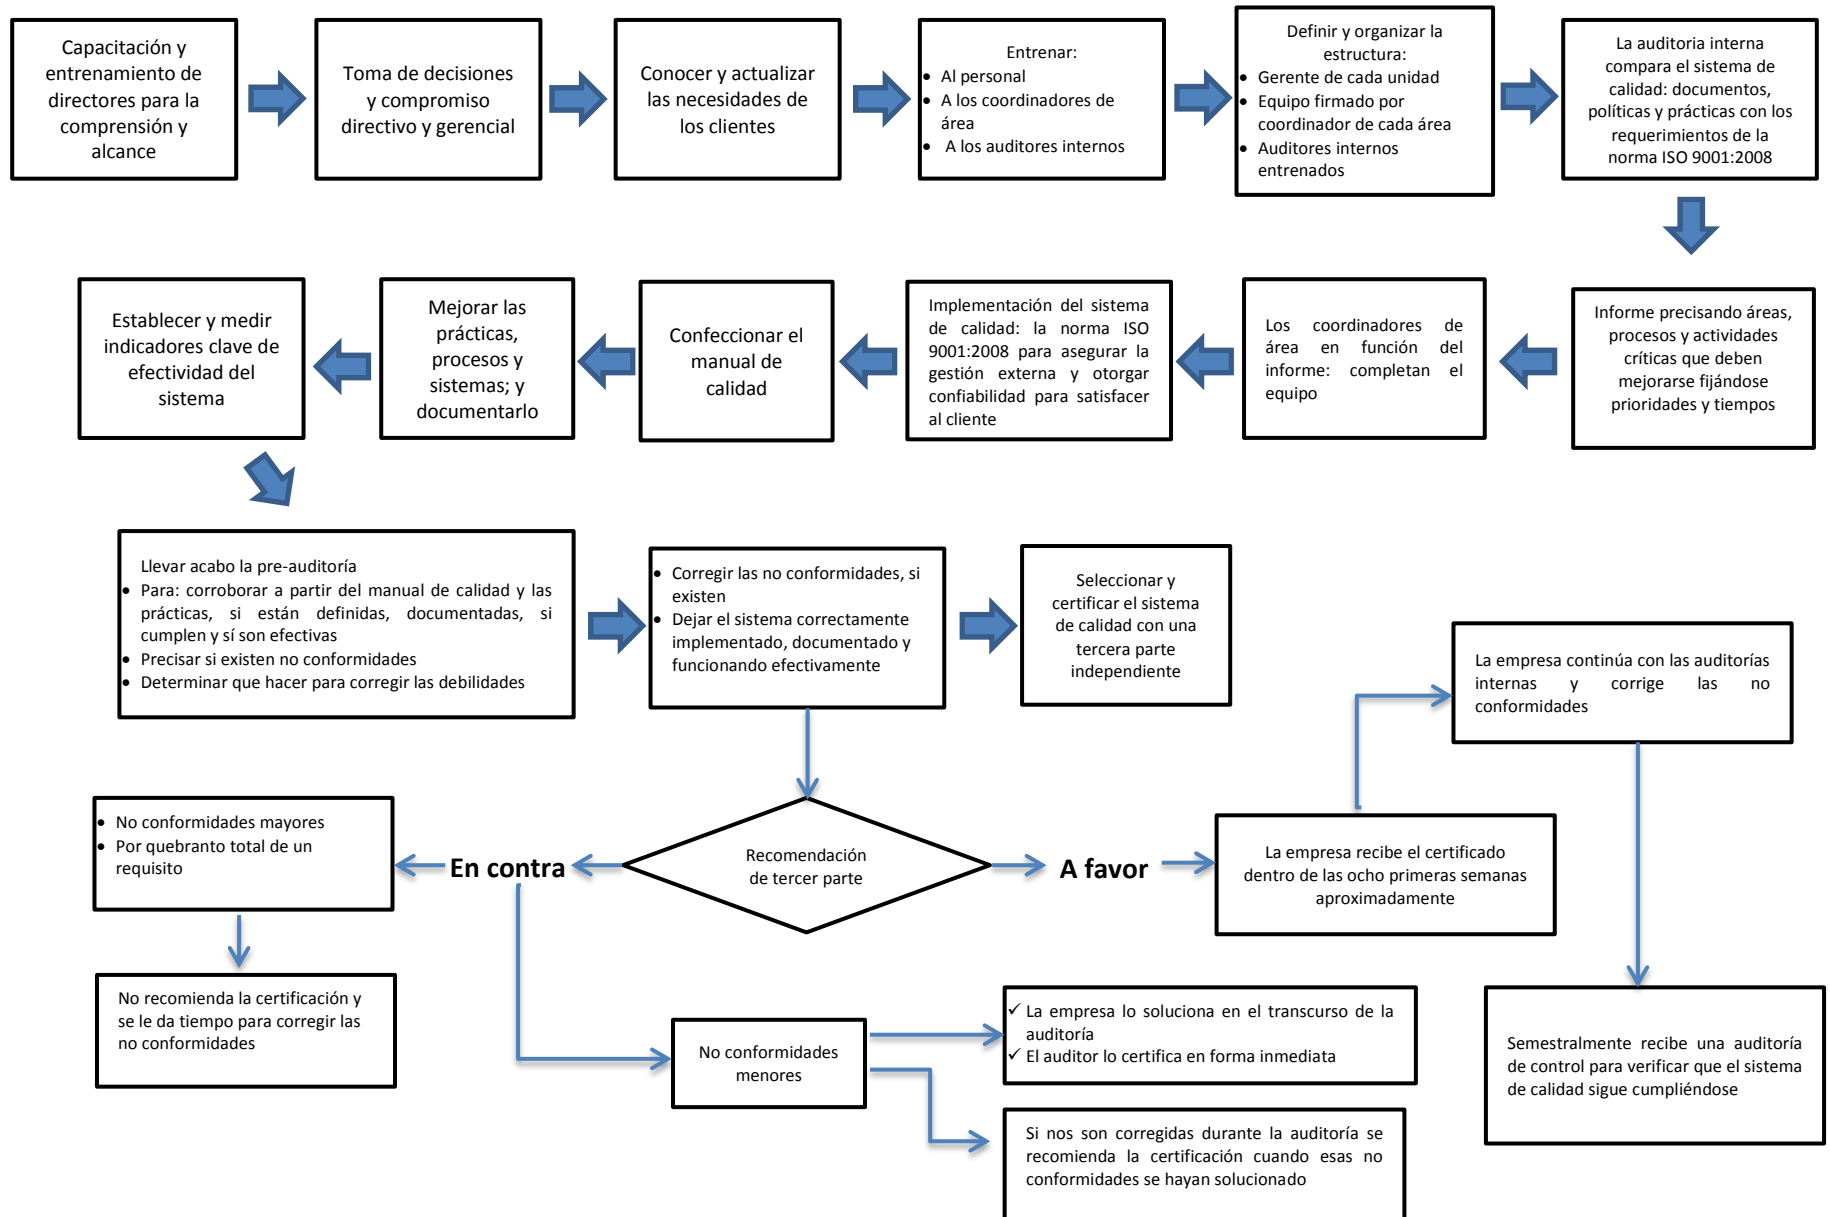 Capacitación y
entrenamiento de
directores para la
comprensión y
alcance
Toma de decisiones
y compromiso
directivo y gerencial
Conocer y actualizar
las necesidades de
los clientes
Entrenar:
• Al personal
• A los coordinadores de
área
• A los auditores internos
Definir y organizar la
estructura:
• Gerente de cada unidad
• Equipo firmado por
coordinador de cada área
• Auditores internos
entrenados
La auditoria interna
compara el sistema de
calidad: documentos,
políticas y prácticas con los
requerimientos de la
norma ISO 9001:2008
Informe precisando áreas,
procesos y actividades
críticas que deben
mejorarse fijándose
prioridades y tiempos
Los coordinadores de
área en función del
informe: completan el
equipo
Implementación del sistema
de calidad: la norma ISO
9001:2008 para asegurar la
gestión externa y otorgar
confiabilidad para satisfacer
al cliente
Confeccionar el
manual de
calidad
Mejorar las
prácticas,
procesos y
sistemas; y
documentarlo
Establecer y medir
indicadores clave de
efectividad del
sistema
Llevar acabo la pre-auditoría
• Para: corroborar a partir del manual de calidad y las
prácticas, si están definidas, documentadas, si
cumplen y sí son efectivas
• Precisar si existen no conformidades
• Determinar que hacer para corregir las debilidades
• Corregir las no conformidades, si
existen
• Dejar el sistema correctamente
implementado, documentado y
funcionando efectivamente
Seleccionar y
certificar el sistema
de calidad con una
tercera parte
independiente
La empresa continúa con las auditorías
internas y corrige las no
conformidades
• No conformidades mayores
• Por quebranto total de un
requisito
En contra
Recomendación
de tercer parte
A favor
La empresa recibe el certificado
dentro de las ocho primeras semanas
aproximadamente
No recomienda la certificación y
se le da tiempo para corregir las
no conformidades
No conformidades
menores
✓ La empresa lo soluciona en el transcurso de la
auditoría
✓ El auditor lo certifica en forma inmediata
Si nos son corregidas durante la auditoría se
recomienda la certificación cuando esas no
conformidades se hayan solucionado
Semestralmente recibe una auditoría
de control para verificar que el sistema
de calidad sigue cumpliéndose